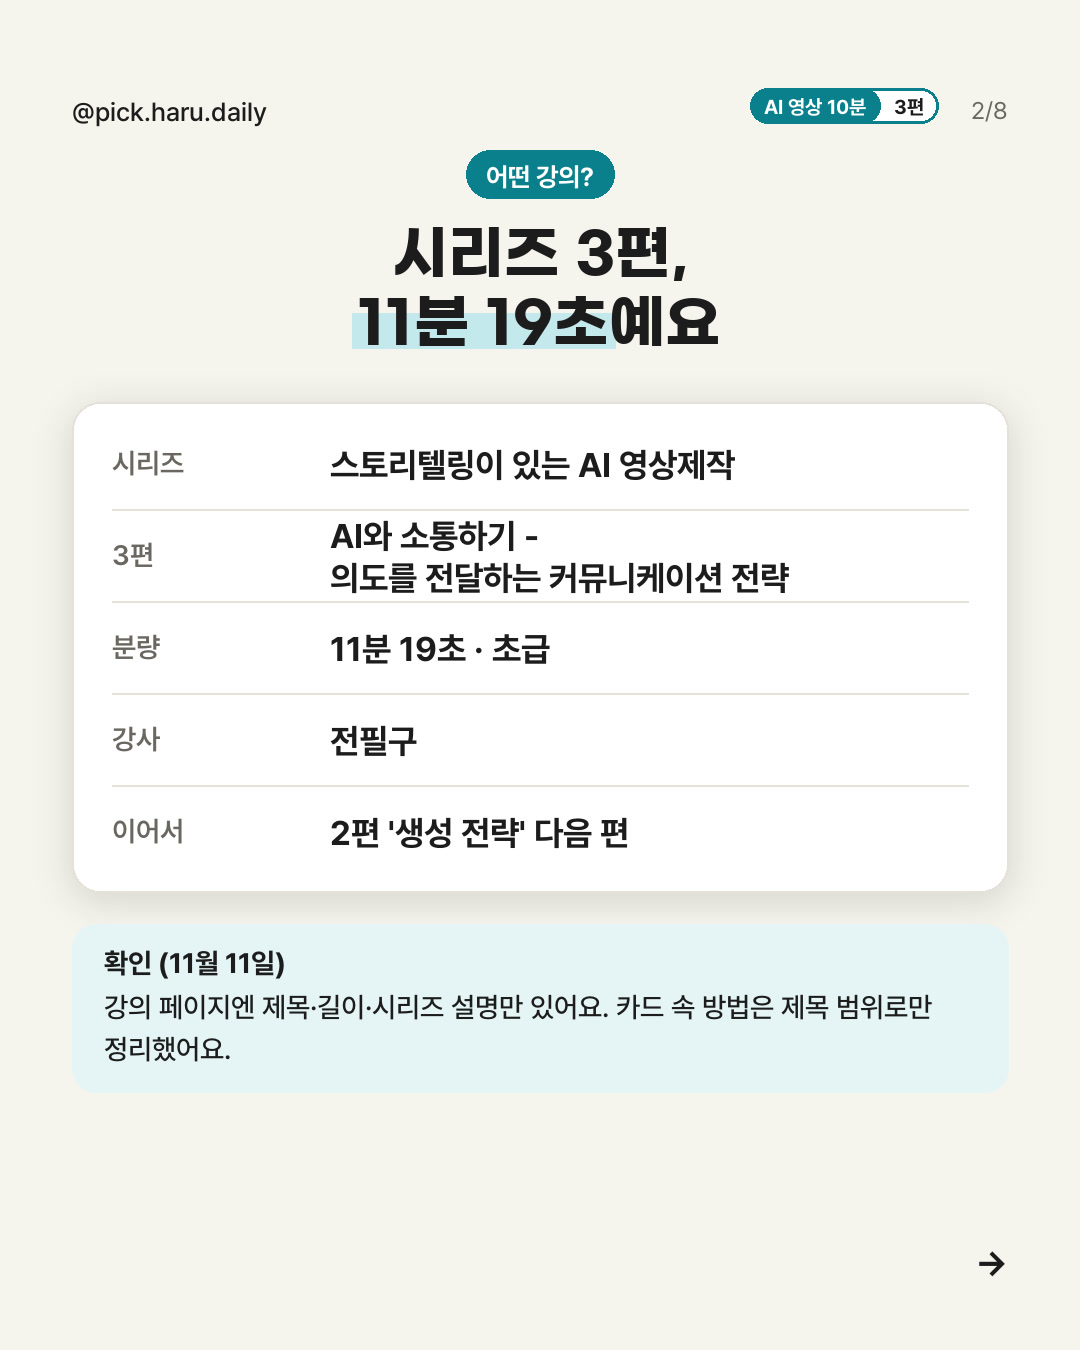 @pick.haru.daily
AI 영상 10분 3편
2/8
어떤 강의?
시리즈 3편,
11분 19초예요
시리즈
스토리텔링이 있는 AI 영상제작
3편
AI와 소통하기 -
의도를 전달하는 커뮤니케이션 전략
분량
11분 19초 · 초급
강사
전필구
이어서
2편 '생성 전략' 다음 편
확인 (11월 11일)
강의 페이지엔 제목·길이·시리즈 설명만 있어요. 카드 속 방법은 제목 범위로만
정리했어요.
→